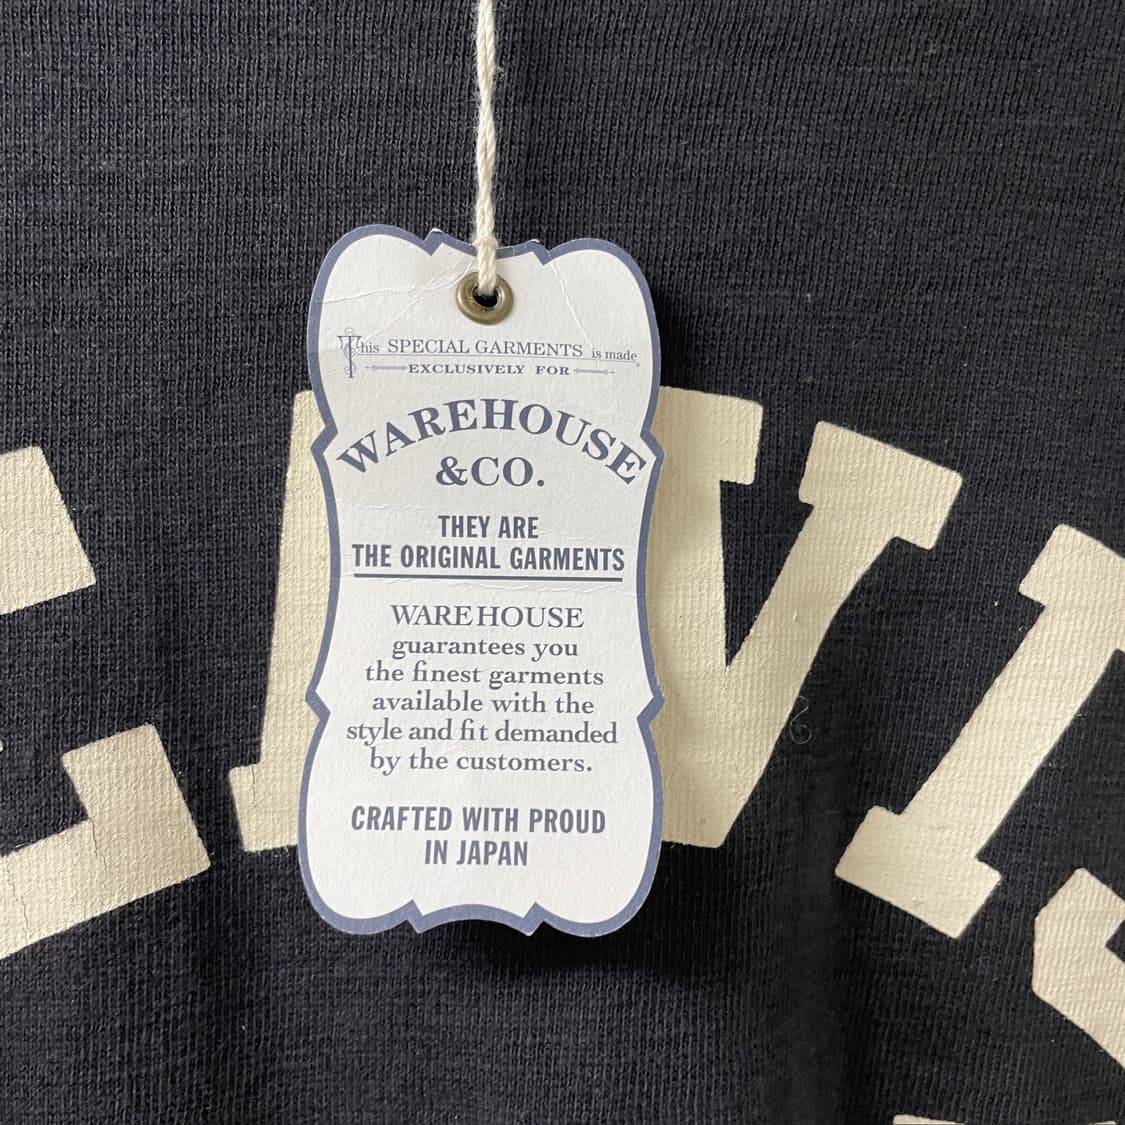 This SPECIAL GARMENTS is made
EXCLUSIVELY FOR
WAREHOUSE
&CO.
THEY ARE
THE ORIGINAL GARMENTS
WAREHOUSE
guarantees you
the finest garments
available with the
style and fit demanded
by the customers.
CRAFTED WITH PROUD
IN JAPAN